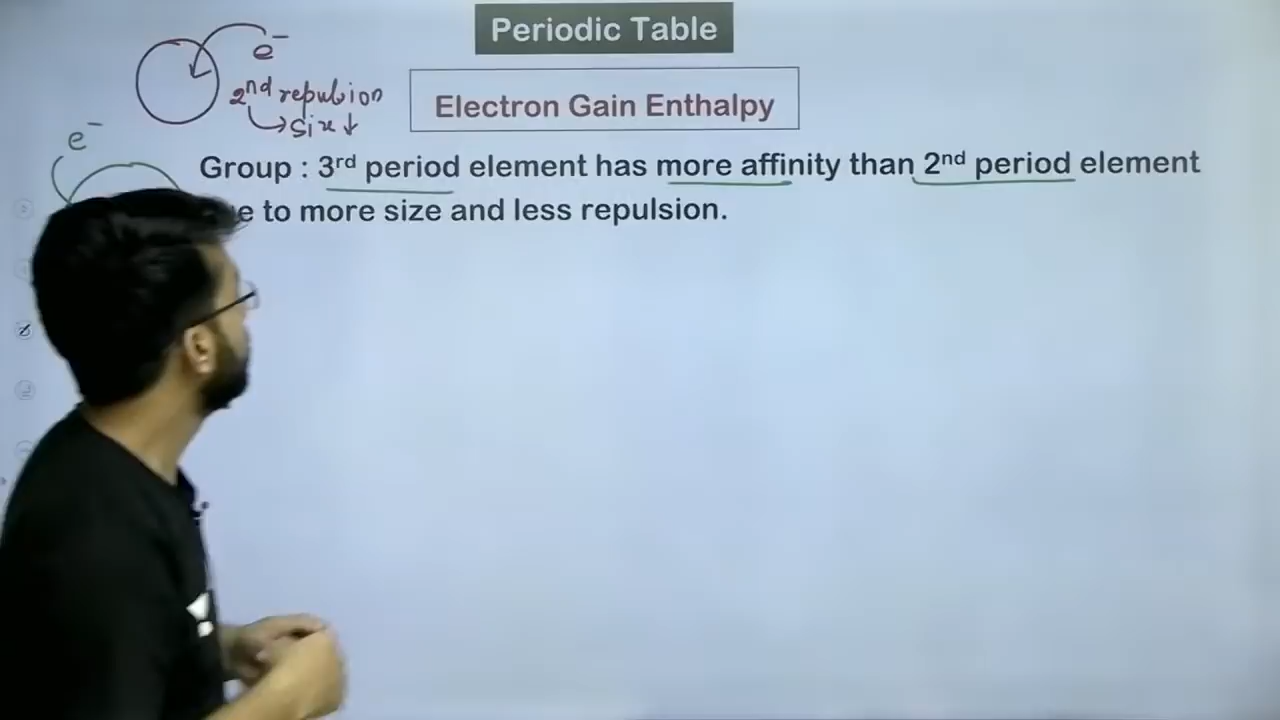 Periodic Table
e⁻
2nd repulsion
→ size ↓
Electron Gain Enthalpy
e⁻
Group : 3rd period element has more affinity than 2nd period element
to more size and less repulsion.